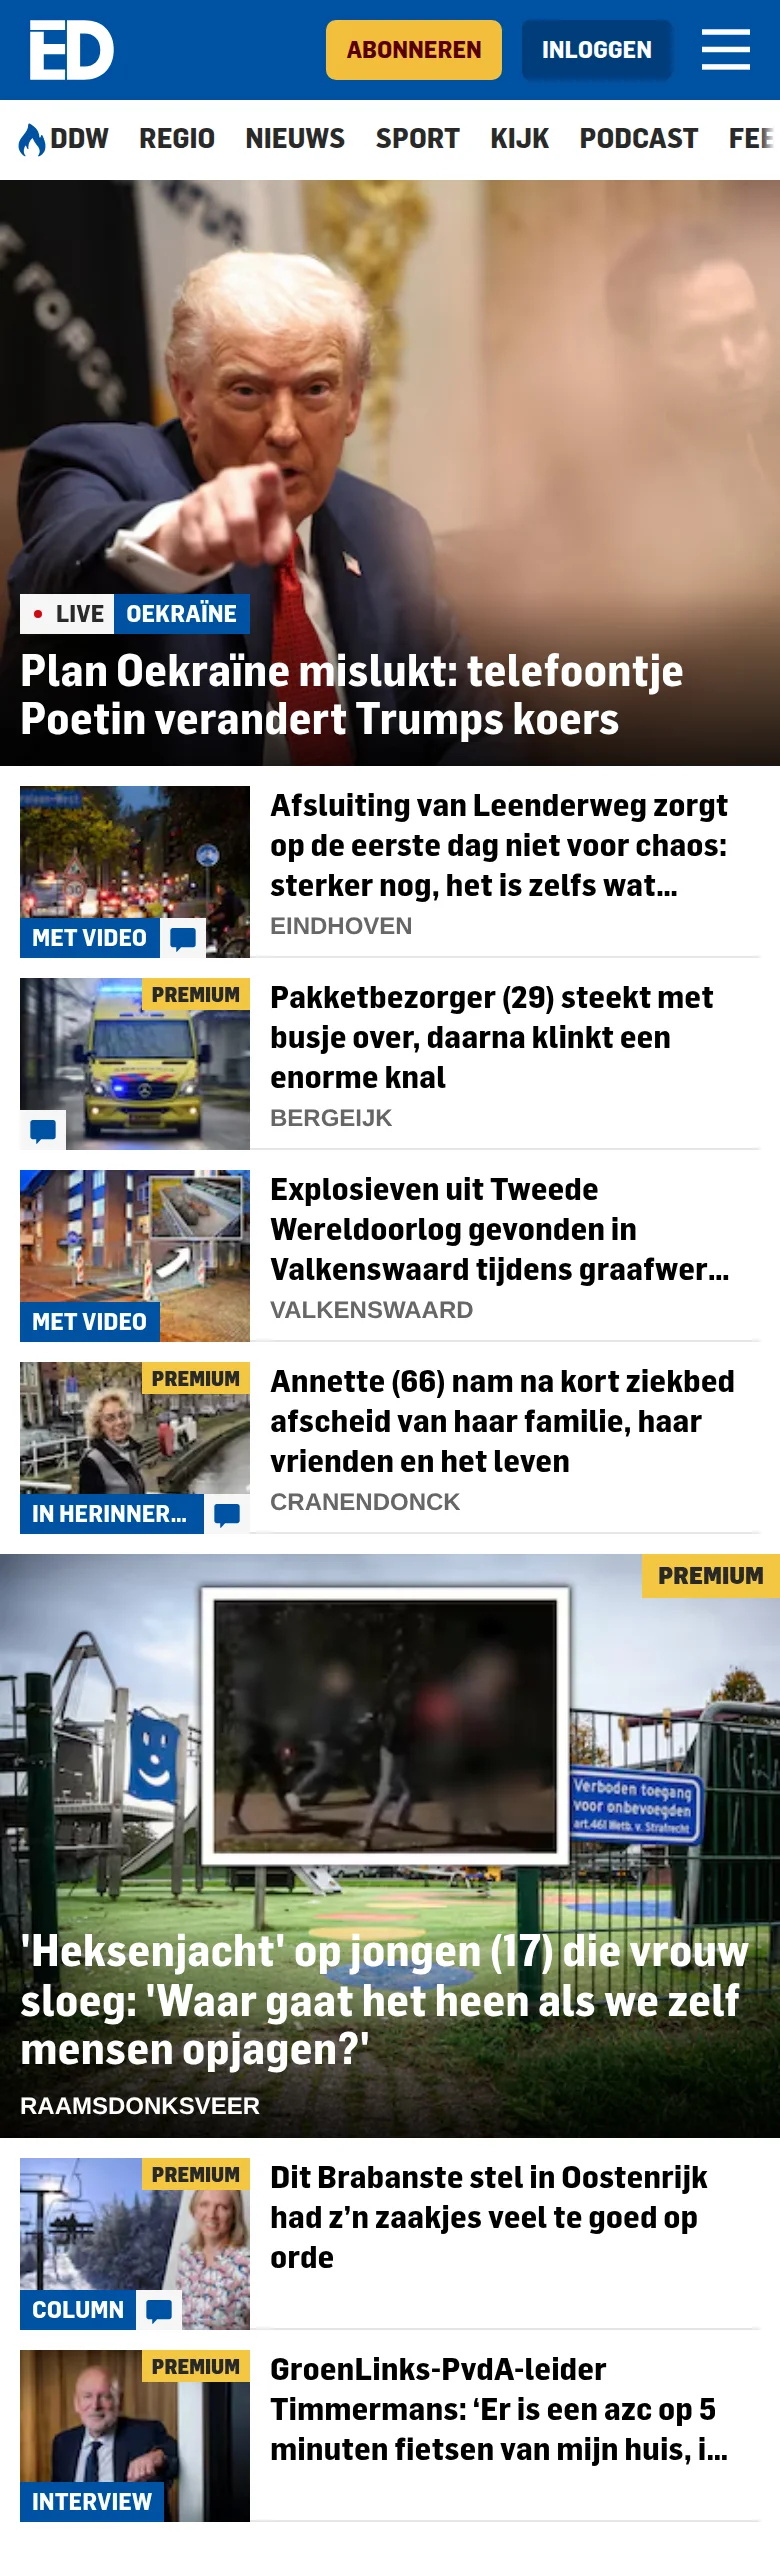 ED
ABONNEREN
INLOGGEN
DDW REGIO NIEUWS SPORT KIJK PODCAST FEE
FORCE
LIVE OEKRAÏNE
Plan Oekraïne mislukt: telefoontje
Poetin verandert Trumps koers
Afsluiting van Leenderweg zorgt
op de eerste dag niet voor chaos:
sterker nog, het is zelfs wat...
EINDHOVEN
MET VIDEO
PREMIUM
Pakketbezorger (29) steekt met
busje over, daarna klinkt een
enorme knal
BERGEIJK
Explosieven uit Tweede
Wereldoorlog gevonden in
Valkenswaard tijdens graafwer...
VALKENSWAARD
MET VIDEO
PREMIUM
Annette (66) nam na kort ziekbed
afscheid van haar familie, haar
vrienden en het leven
CRANENDONCK
IN HERINNER...
PREMIUM
Verboden toegang
voor onbevoegden
art.461 Wetb. v. Strafrecht
'Heksenjacht' op jongen (17) die vrouw
sloeg: 'Waar gaat het heen als we zelf
mensen opjagen?'
RAAMSDONKSVEER
PREMIUM
Dit Brabantse stel in Oostenrijk
had z’n zaakjes veel te goed op
orde
COLUMN
PREMIUM
GroenLinks-PvdA-leider
Timmermans: ‘Er is een azc op 5
minuten fietsen van mijn huis, i...
INTERVIEW